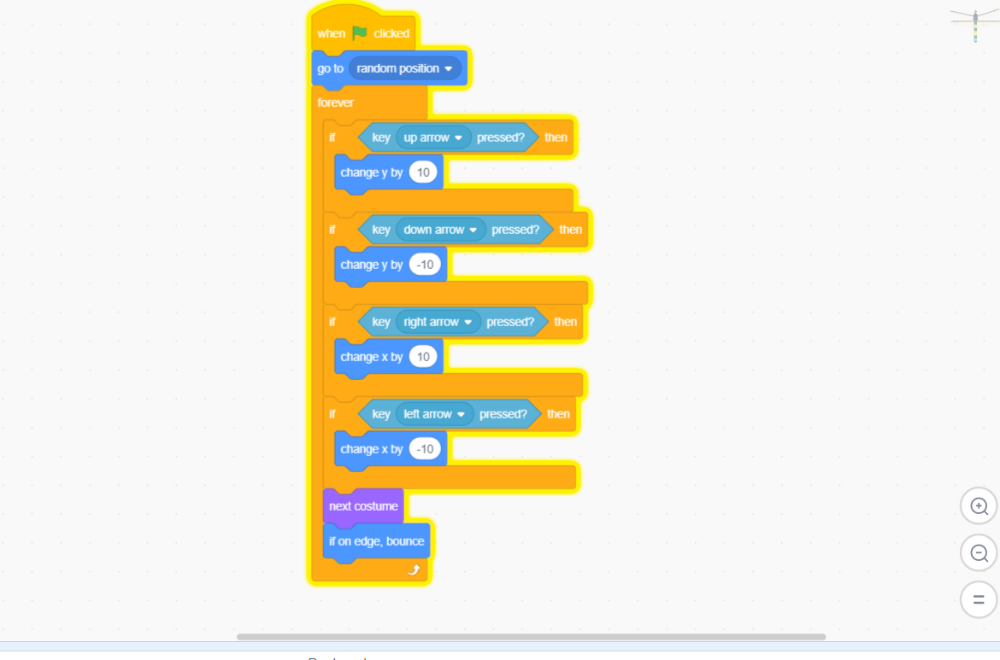 when clicked
go to random position
forever
if key up arrow pressed? then
change y by 10
if key down arrow pressed? then
change y by -10
if key right arrow pressed? then
change x by 10
if key left arrow pressed? then
change x by -10
next costume
if on edge, bounce